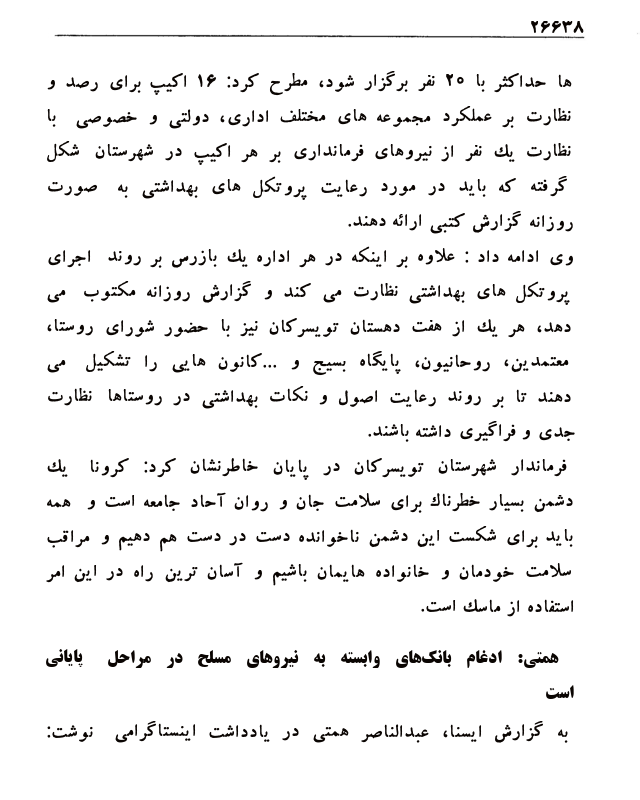 ۲۶۶۳۸
ها حداکثر با ۲۰ نفر برگزار شود، مطرح کرد: ۱۶ اکیپ برای رصد و
نظارت بر عملکرد مجموعه های مختلف اداری، دولتی و خصوصی با
نظارت یك نفر از نیروهای فرمانداری بر هر اکیپ در شهرستان شکل
گرفته که باید در مورد رعایت پروتکل های بهداشتی به صورت
روزانه گزارش کتبی ارائه دهند.
وی ادامه داد : علاوه بر اینکه در هر اداره یك بازرس بر روند اجرای
پروتکل های بهداشتی نظارت می کند و گزارش روزانه مکتوب می
دهد، هر یك از هفت دهستان تویسرکان نیز با حضور شورای روستا،
معتمدین، روحانیون، پایگاه بسیج و ...کانون هایی را تشکیل می
دهند تا بر روند رعایت اصول و نکات بهداشتی در روستاها نظارت
جدی و فراگیری داشته باشند.
فرماندار شهرستان تویسرکان در پایان خاطرنشان کرد: کرونا یك
دشمن بسیار خطرناك برای سلامت جان و روان آحاد جامعه است و همه
باید برای شکست این دشمن ناخوانده دست در دست هم دهیم و مراقب
سلامت خودمان و خانواده هایمان باشیم و آسان ترین راه در این امر
استفاده از ماسك است.
همتی: ادغام بانک‌های وابسته به نیروهای مسلح در مراحل پایانی
است
به گزارش ایسنا، عبدالناصر همتی در یادداشت اینستاگرامی نوشت: